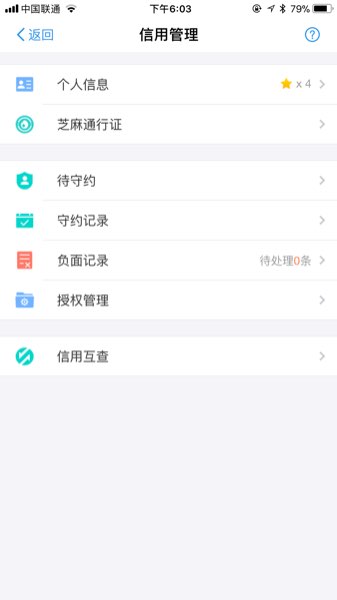 中国联通 下午6:03 79%
返回 信用管理 ?
个人信息 x 4
芝麻通行证
待守约
守约记录
负面记录 待处理0条
授权管理
信用互查